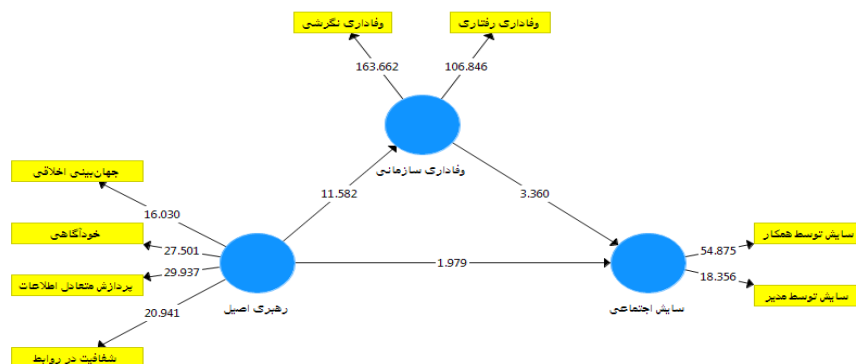 وفاداری نگرشی
وفاداری رفتاری
163.662
106.846
وفاداری سازمانی
جهان‌بینی اخلاقی
11.582
3.360
16.030
خودآگاهی
27.501
سایش توسط همکار
54.875
29.937
1.979
پردازش متعادل اطلاعات
18.356
سایش توسط مدیر
20.941
رهبری اصیل
سایش اجتماعی
شفافیت در روابط